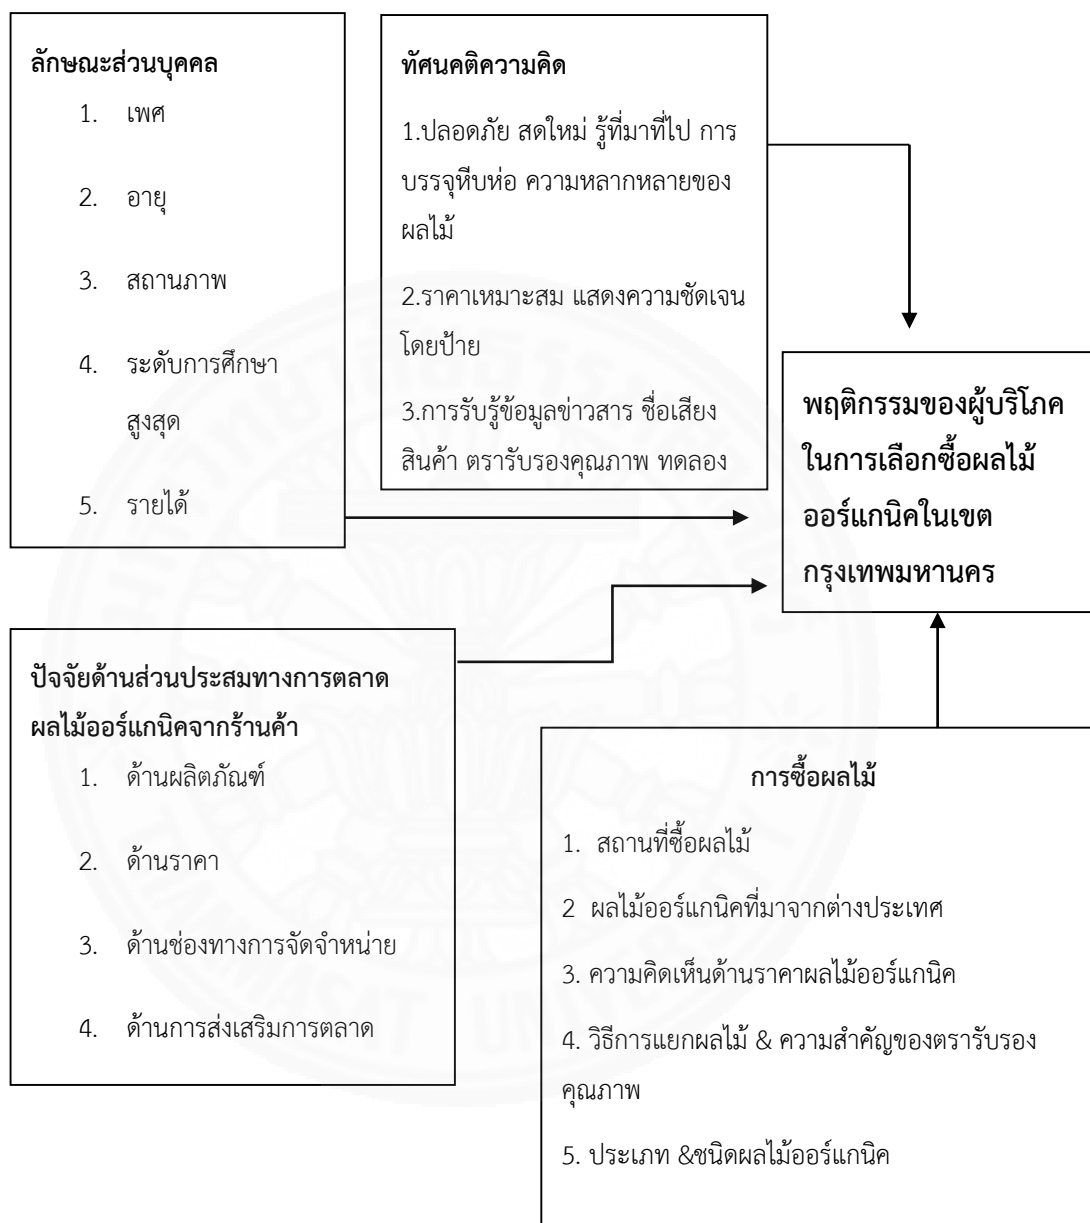 ลักษณะส่วนบุคคล
1. เพศ
2. อายุ
3. สถานภาพ
4. ระดับการศึกษา
สูงสุด
5. รายได้
ทัศนคติความคิด
1.ปลอดภัย สดใหม่ รู้ที่มาที่ไป การ
บรรจุหีบห่อ ความหลากหลายของ
ผลไม้
2.ราคาเหมาะสม แสดงความชัดเจน
โดยป้าย
3.การรับรู้ข้อมูลข่าวสาร ชื่อเสียง
สินค้า ตรารับรองคุณภาพ ทดลอง
พฤติกรรมของผู้บริโภค
ในการเลือกซื้อผลไม้
ออร์แกนิคในเขต
กรุงเทพมหานคร
ปัจจัยด้านส่วนประสมทางการตลาด
ผลไม้ออร์แกนิคจากร้านค้า
1. ด้านผลิตภัณฑ์
2. ด้านราคา
3. ด้านช่องทางการจัดจำหน่าย
4. ด้านการส่งเสริมการตลาด
การซื้อผลไม้
1. สถานที่ซื้อผลไม้
2 ผลไม้ออร์แกนิคที่มาจากต่างประเทศ
3. ความคิดเห็นด้านราคาผลไม้ออร์แกนิค
4. วิธีการแยกผลไม้ & ความสำคัญของตรารับรอง
คุณภาพ
5. ประเภท &ชนิดผลไม้ออร์แกนิค
THAMMASAT UNIVERSITY